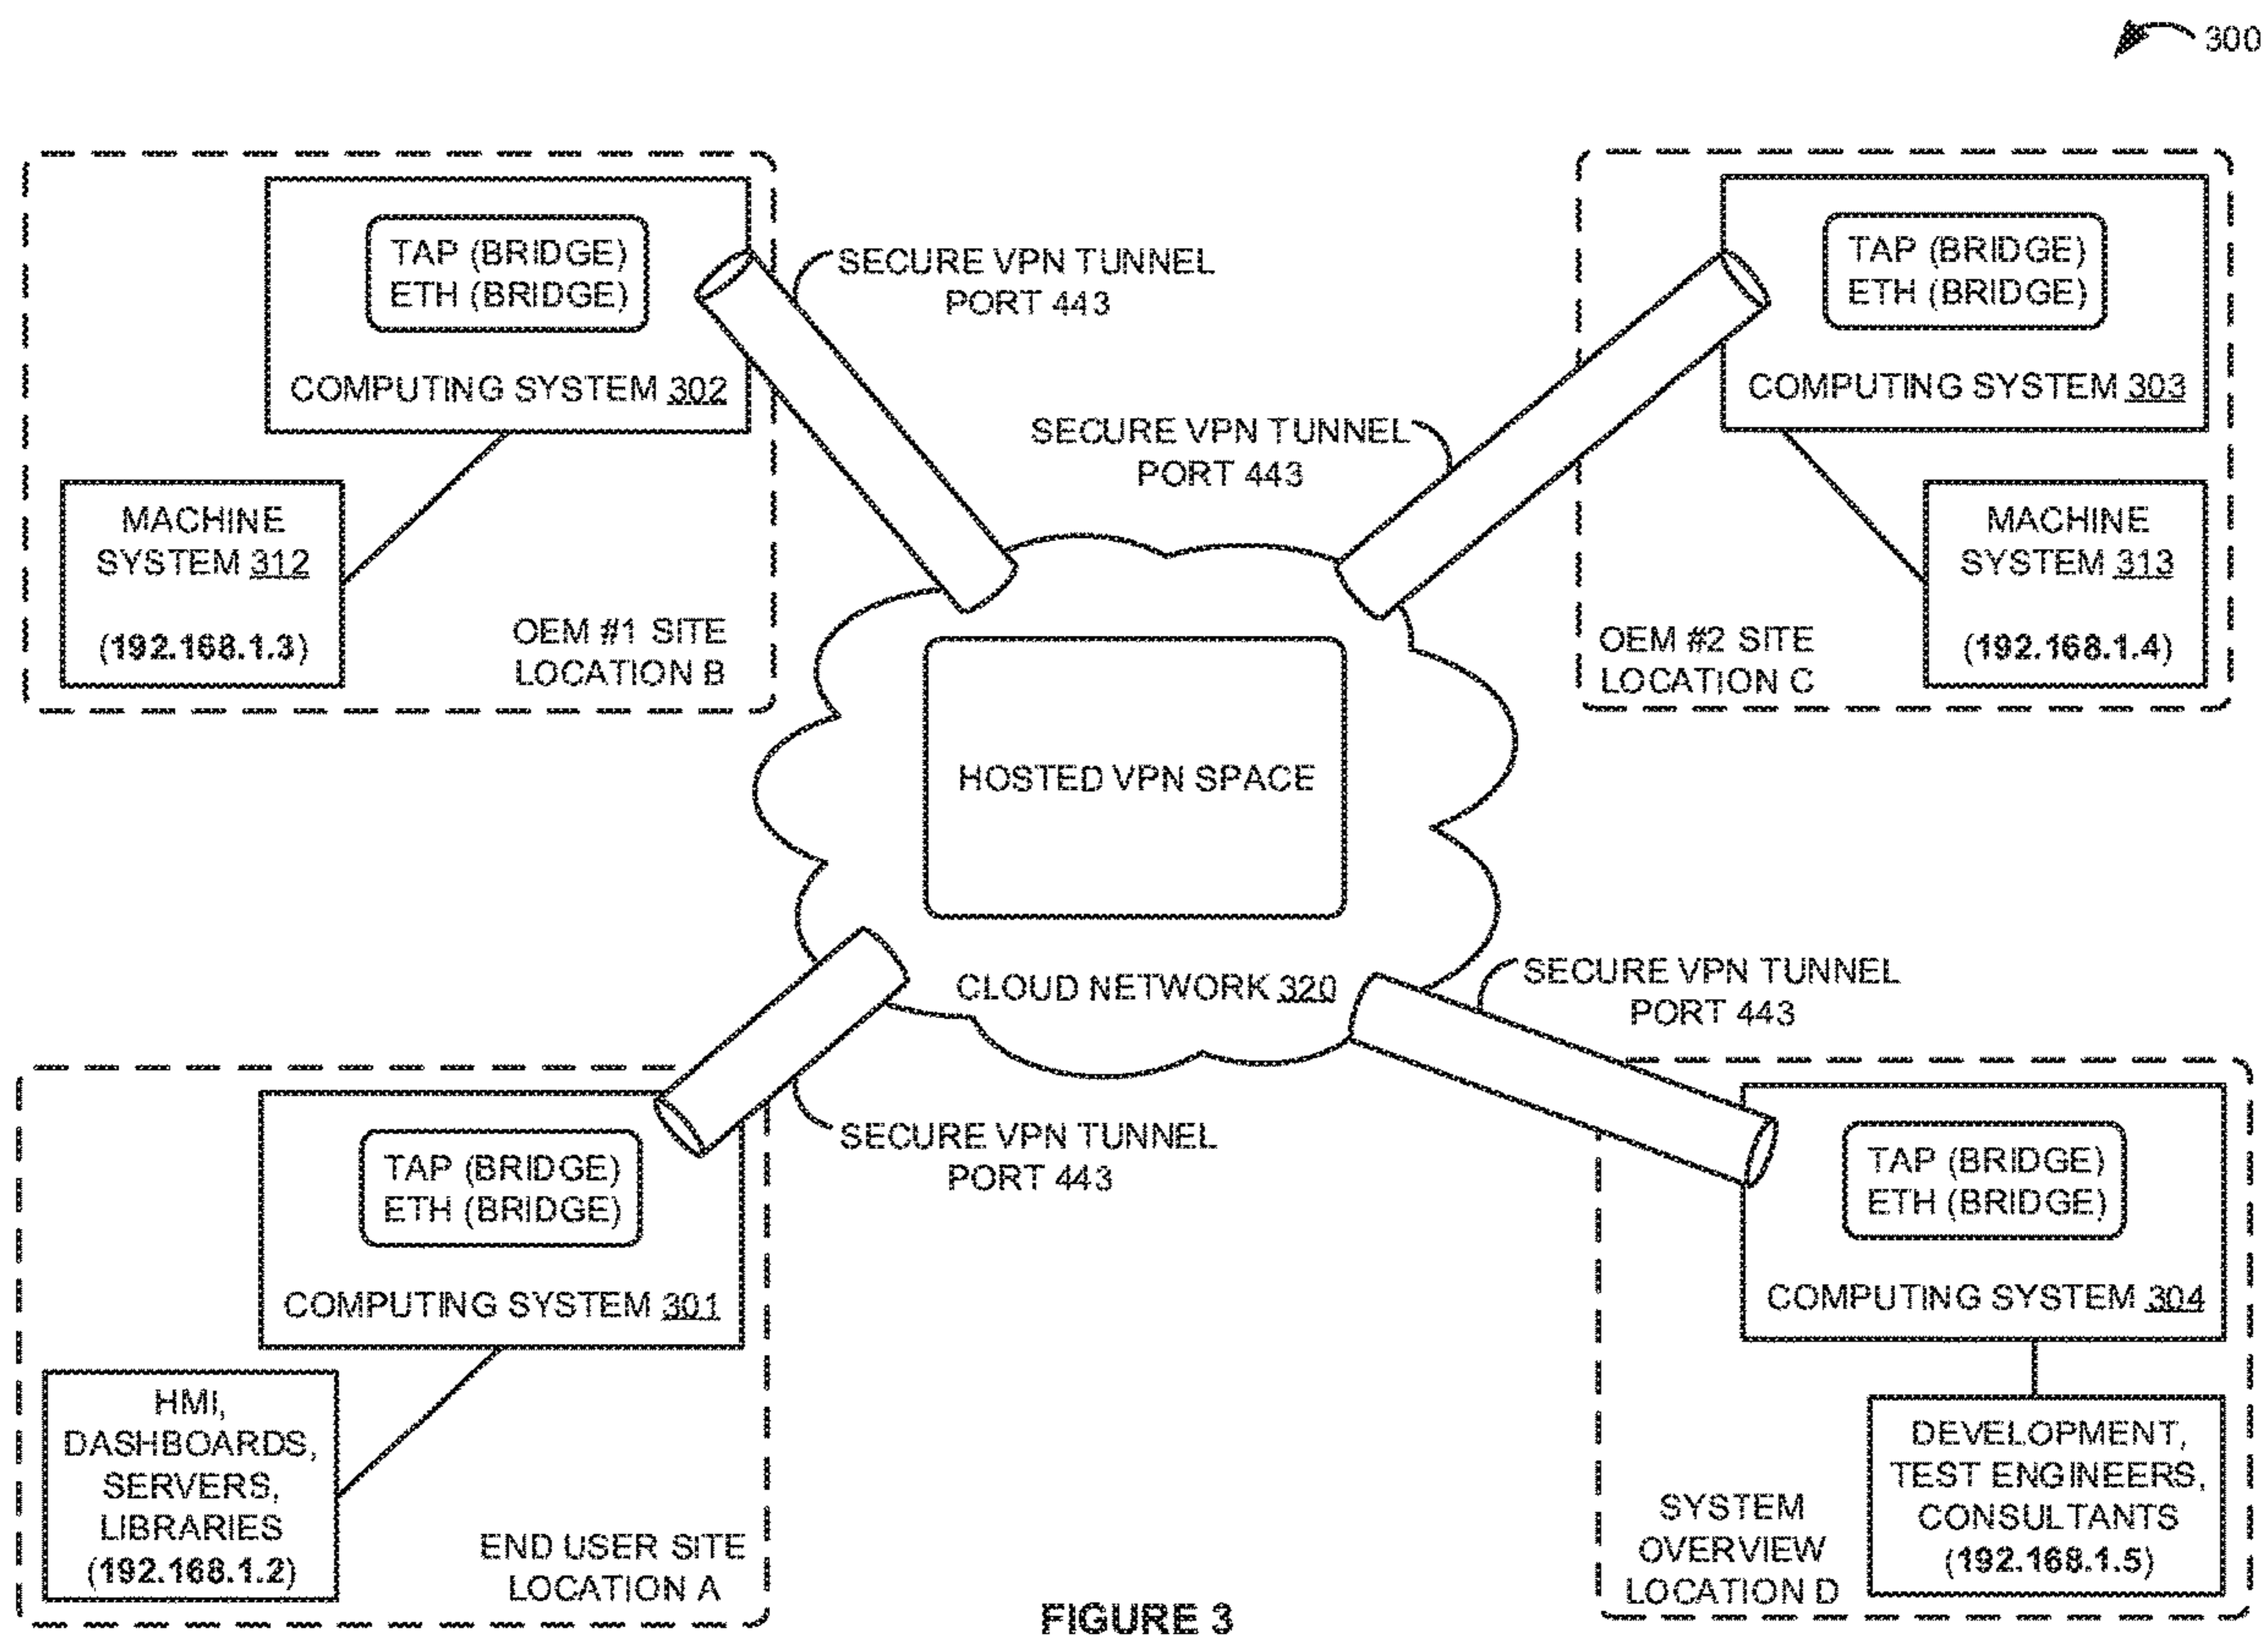 300
TAP (BRIDGE)
ETH (BRIDGE)
COMPUTING SYSTEM 302
MACHINE
SYSTEM 312
(192.168.1.3)
OEM #1 SITE
LOCATION B
SECURE VPN TUNNEL
PORT 443
TAP (BRIDGE)
ETH (BRIDGE)
COMPUTING SYSTEM 303
SECURE VPN TUNNEL
PORT 443
MACHINE
SYSTEM 313
(192.168.1.4)
OEM #2 SITE
LOCATION C
HOSTED VPN SPACE
CLOUD NETWORK 320
SECURE VPN TUNNEL
PORT 443
TAP (BRIDGE)
ETH (BRIDGE)
COMPUTING SYSTEM 301
SECURE VPN TUNNEL
PORT 443
HMI,
DASHBOARDS,
SERVERS,
LIBRARIES
(192.168.1.2)
END USER SITE
LOCATION A
TAP (BRIDGE)
ETH (BRIDGE)
COMPUTING SYSTEM 304
DEVELOPMENT,
TEST ENGINEERS,
CONSULTANTS
(192.168.1.5)
SYSTEM
OVERVIEW
LOCATION D
FIGURE 3